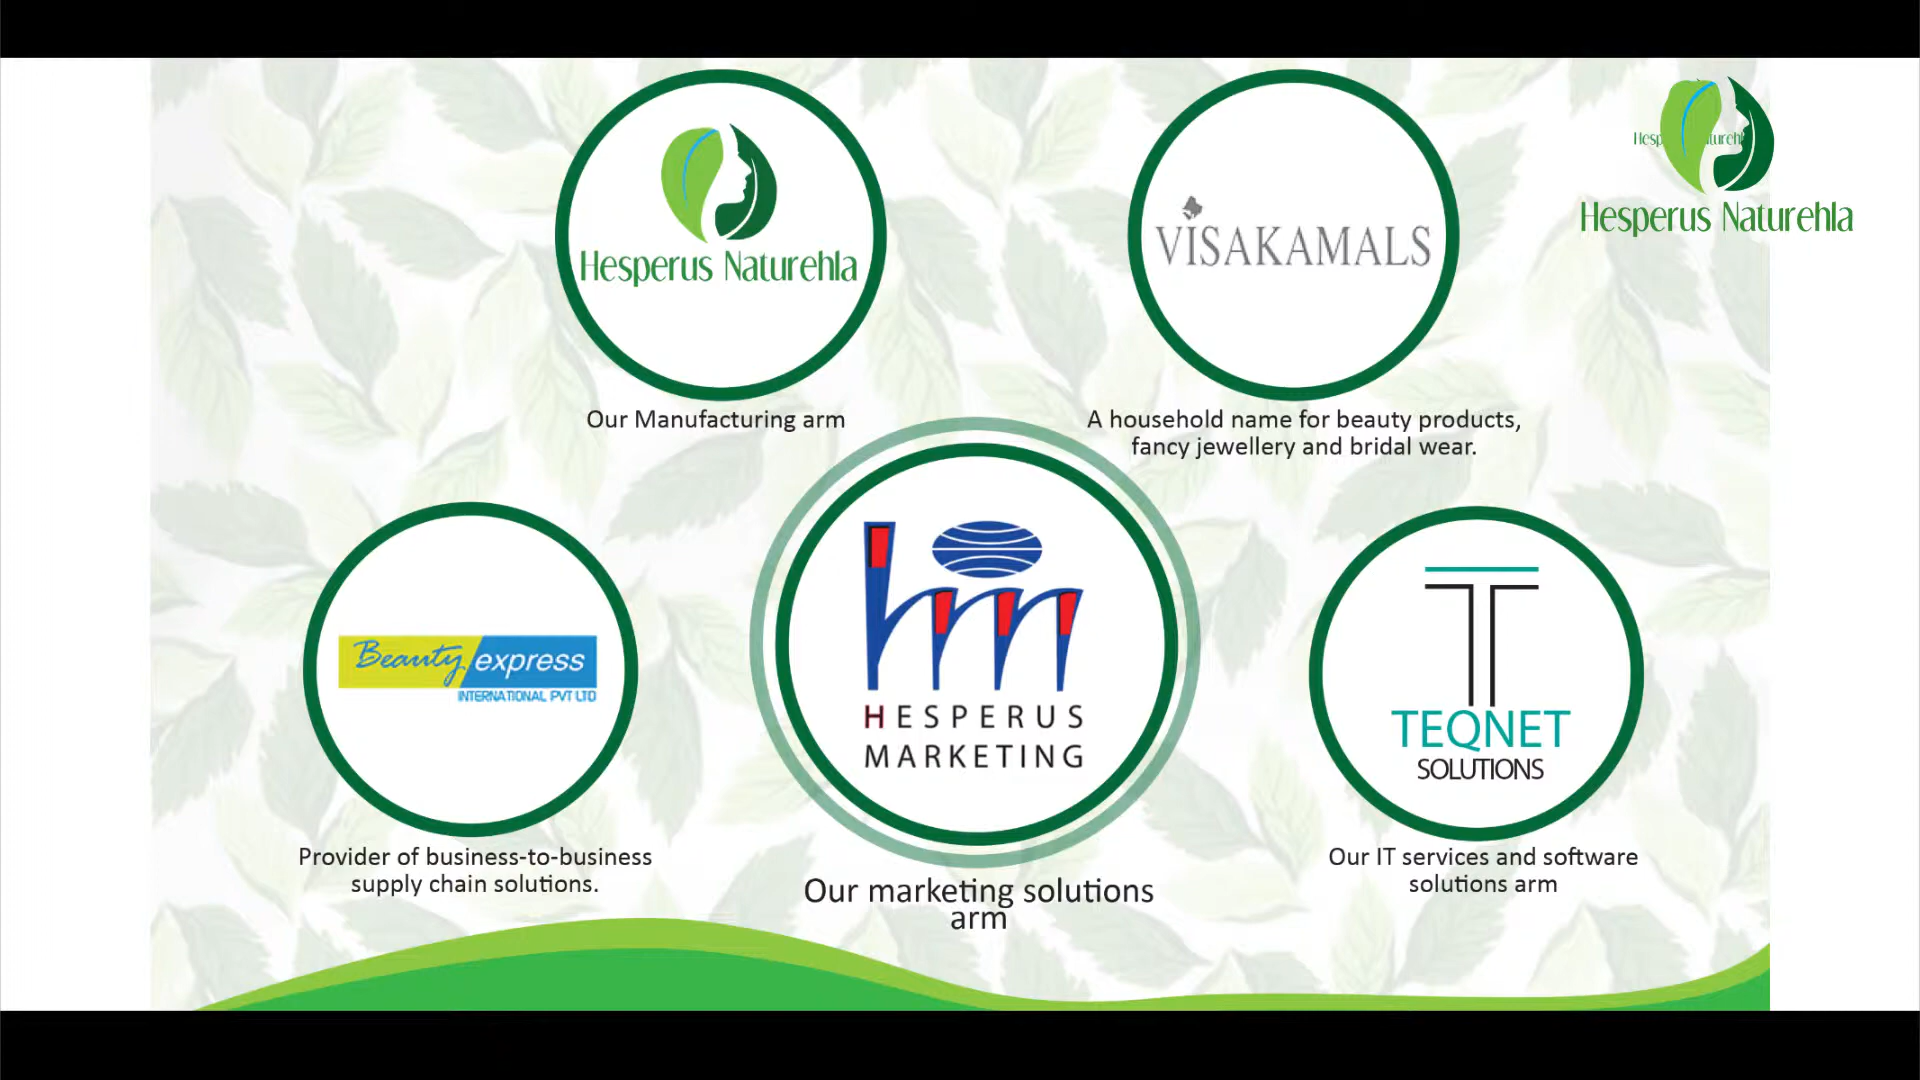 Hesperus Naturehla
Our Manufacturing arm
VISAKAMALS
A household name for beauty products,
fancy jewellery and bridal wear.
Hesperus Naturehla
Beauty express
INTERNATIONAL PVT LTD
Provider of business-to-business
supply chain solutions.
hm
HESPERUS
MARKETING
Our marketing solutions
arm
T
TEQNET
SOLUTIONS
Our IT services and software
solutions arm